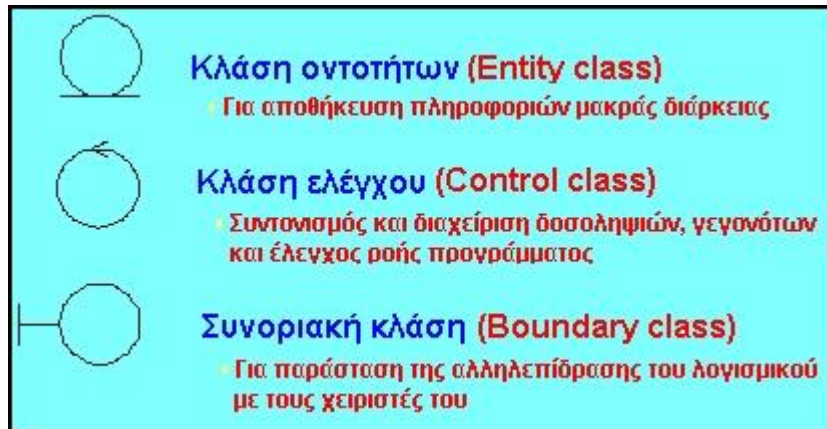 Κλάση οντοτήτων (Entity class)
Για αποθήκευση πληροφοριών μακράς διάρκειας
Κλάση ελέγχου (Control class)
Συντονισμός και διαχείριση δοσοληψιών, γεγονότων
και έλεγχος ροής προγράμματος
Συνοριακή κλάση (Boundary class)
Για παράσταση της αλληλεπίδρασης του λογισμικού
με τους χειριστές του